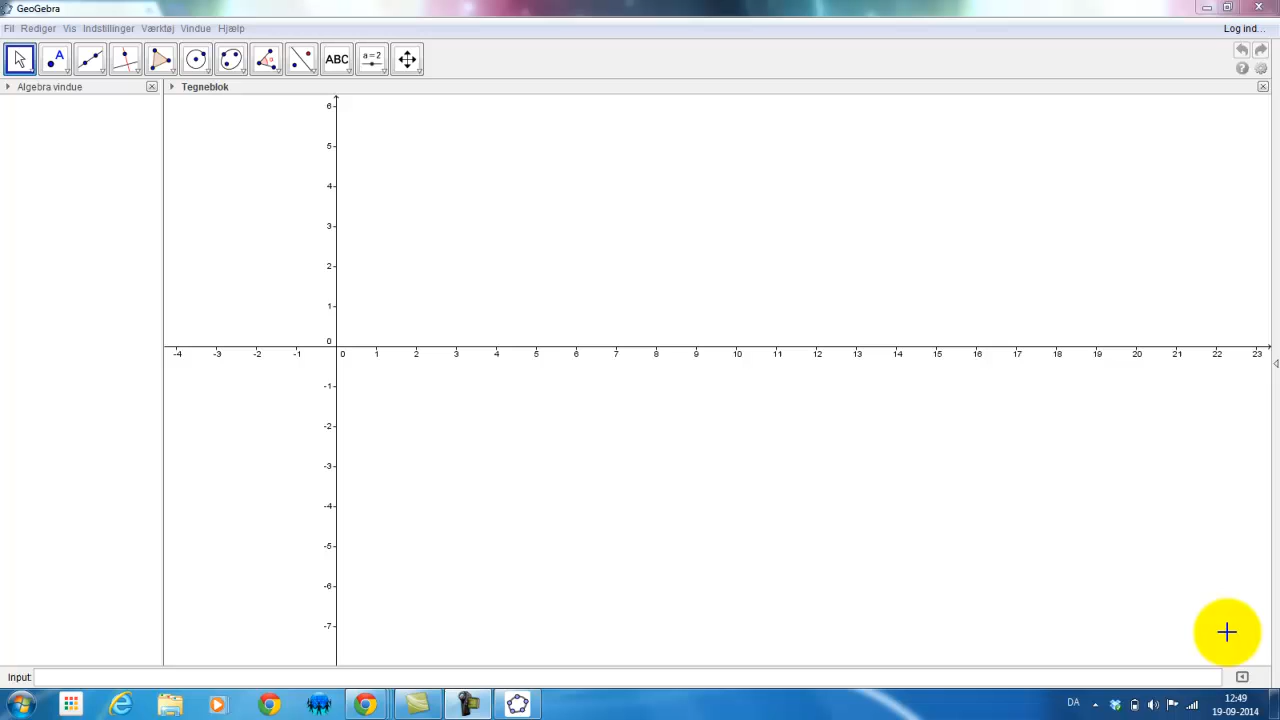 GeoGebra
Fil Rediger Vis Indstillinger Værktøj Vindue Hjælp
Log ind...
A
ABC
a=2
Algebra vindue
Tegneblok
6
5
4
3
2
1
0
-4 -3 -2 -1 0 1 2 3 4 5 6 7 8 9 10 11 12 13 14 15 16 17 18 19 20 21 22 23
-1
-2
-3
-4
-5
-6
-7
Input:
DA
12:49
19-09-2014